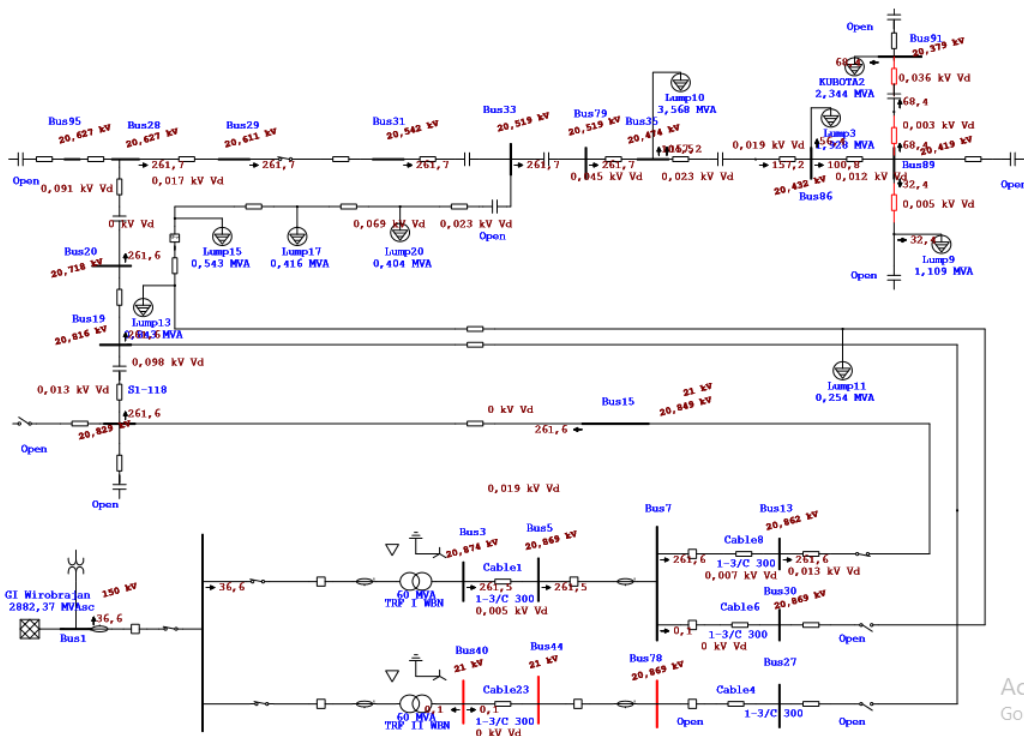 Open
Bus91
20,379 kV
68,4
KUBOTA2
2,344 MVA
0,036 kV Vd
68,4
0,003 kV Vd
Lump10
3,568 MVA
Lump3
1,928 MVA
Bus95
20,627 kV
Bus28
20,627 kV
Bus29
20,611 kV
Bus31
20,542 kV
Bus33
20,519 kV
Bus79
20,519 kV
Bus35
20,474 kV
0,019 kV Vd
68,4
20,419 kV
Bus89
Open
0,091 kV Vd
261,7
0,017 kV Vd
261,7
261,7
261,7
261,7
0,045 kV Vd
0,023 kV Vd
157,2
20,432 kV
Bus86
100,8
0,012 kV Vd
32,4
0,005 kV Vd
Open
0 kV Vd
0,069 kV Vd
0,023 kV Vd
Open
Lump15
0,543 MVA
Lump17
0,416 MVA
Lump20
0,404 MVA
32,4
Lump9
1,109 MVA
Open
Bus20
20,718 kV
261,6
Lump13
Bus19
20,816 kV
0,098 kV Vd
0,013 kV Vd
S1-118
Lump11
0,254 MVA
261,6
20,829 kV
Open
Open
0 kV Vd
Bus15
21 kV
20,849 kV
261,6
0,019 kV Vd
Bus3
20,874 kV
Bus5
20,869 kV
Bus7
Bus13
20,862 kV
Cable1
1-3/C 300
0,005 kV Vd
Cable8
1-3/C 300
0,007 kV Vd
261,6
261,6
0,013 kV Vd
GI Wirobrajan
2882,37 MVAsc
150 kV
36,6
Bus1
36,6
60 MVA
TRF I WBN
261,5
261,5
Bus30
20,869 kV
Cable6
1-3/C 300
0 kV Vd
0,1
Open
Bus40
21 kV
Bus44
21 kV
Bus78
20,869 kV
Bus27
60 MVA
TRF II WBN
0,1
0,1
Cable23
1-3/C 300
0 kV Vd
Open
Cable4
1-3/C 300
Open